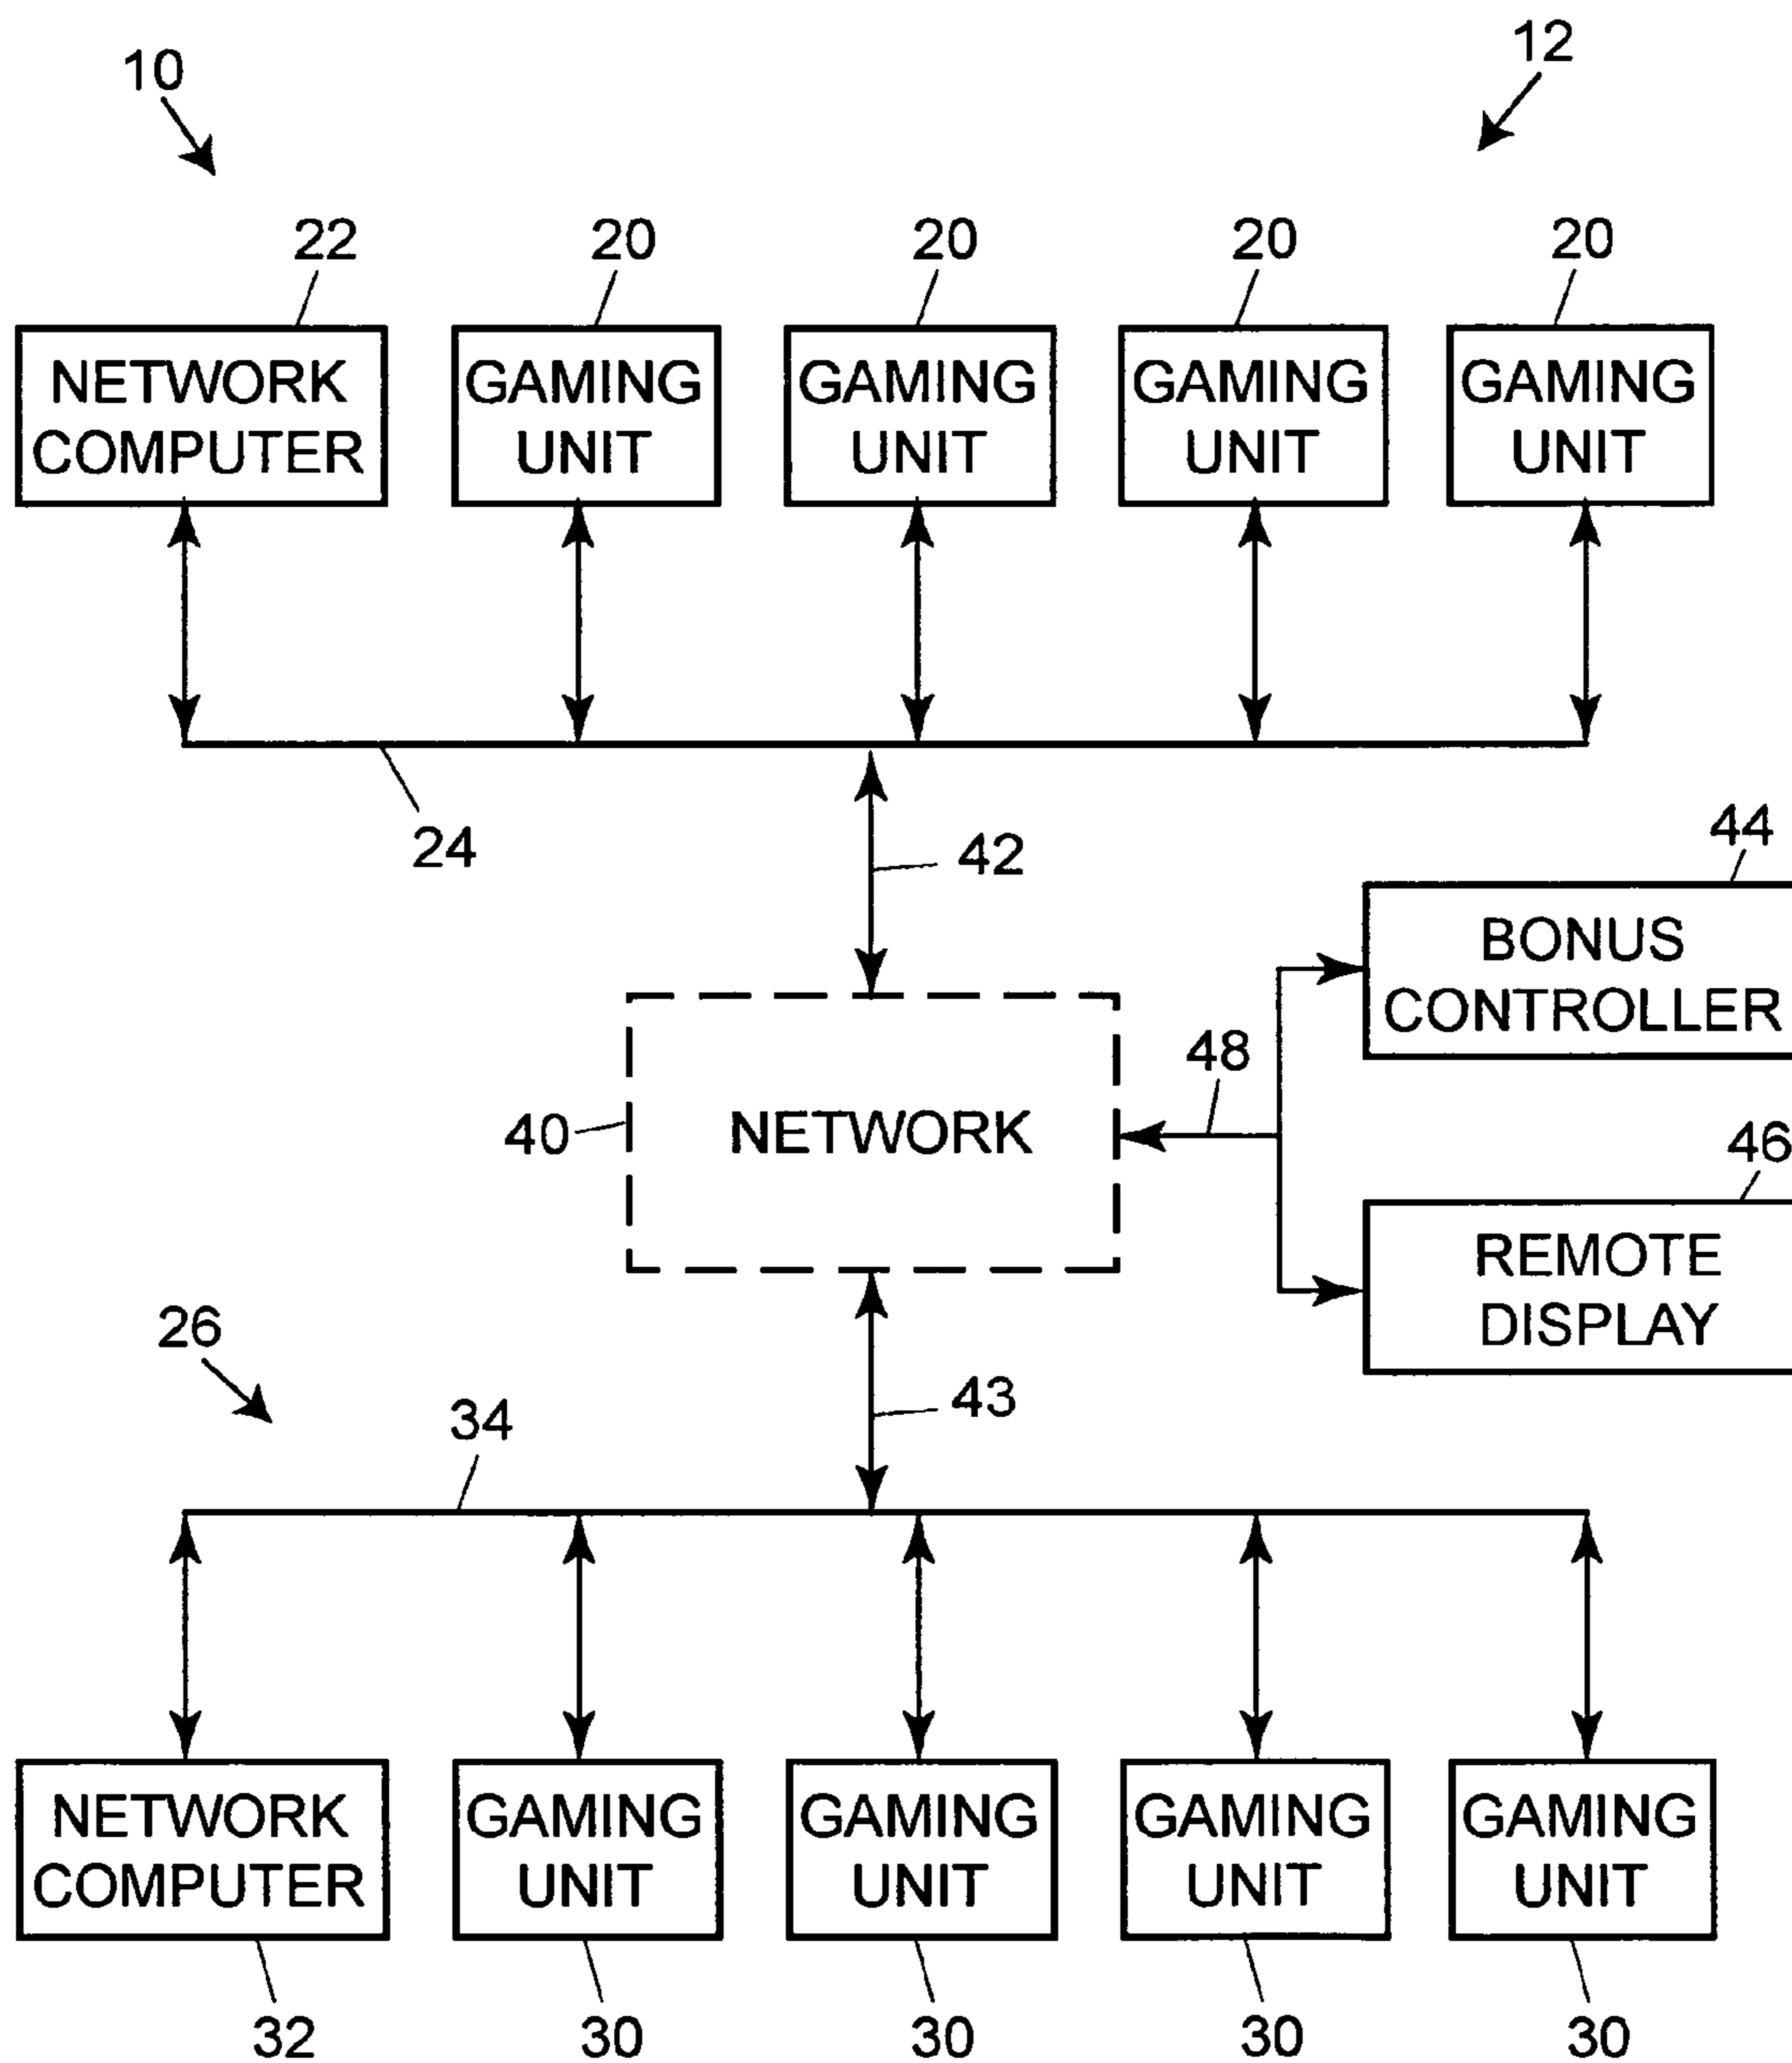 10
12
22
20
20
20
20
NETWORK
COMPUTER
GAMING
UNIT
GAMING
UNIT
GAMING
UNIT
GAMING
UNIT
24
42
44
BONUS
CONTROLLER
48
40
NETWORK
46
REMOTE
DISPLAY
26
43
34
NETWORK
COMPUTER
GAMING
UNIT
GAMING
UNIT
GAMING
UNIT
GAMING
UNIT
32
30
30
30
30